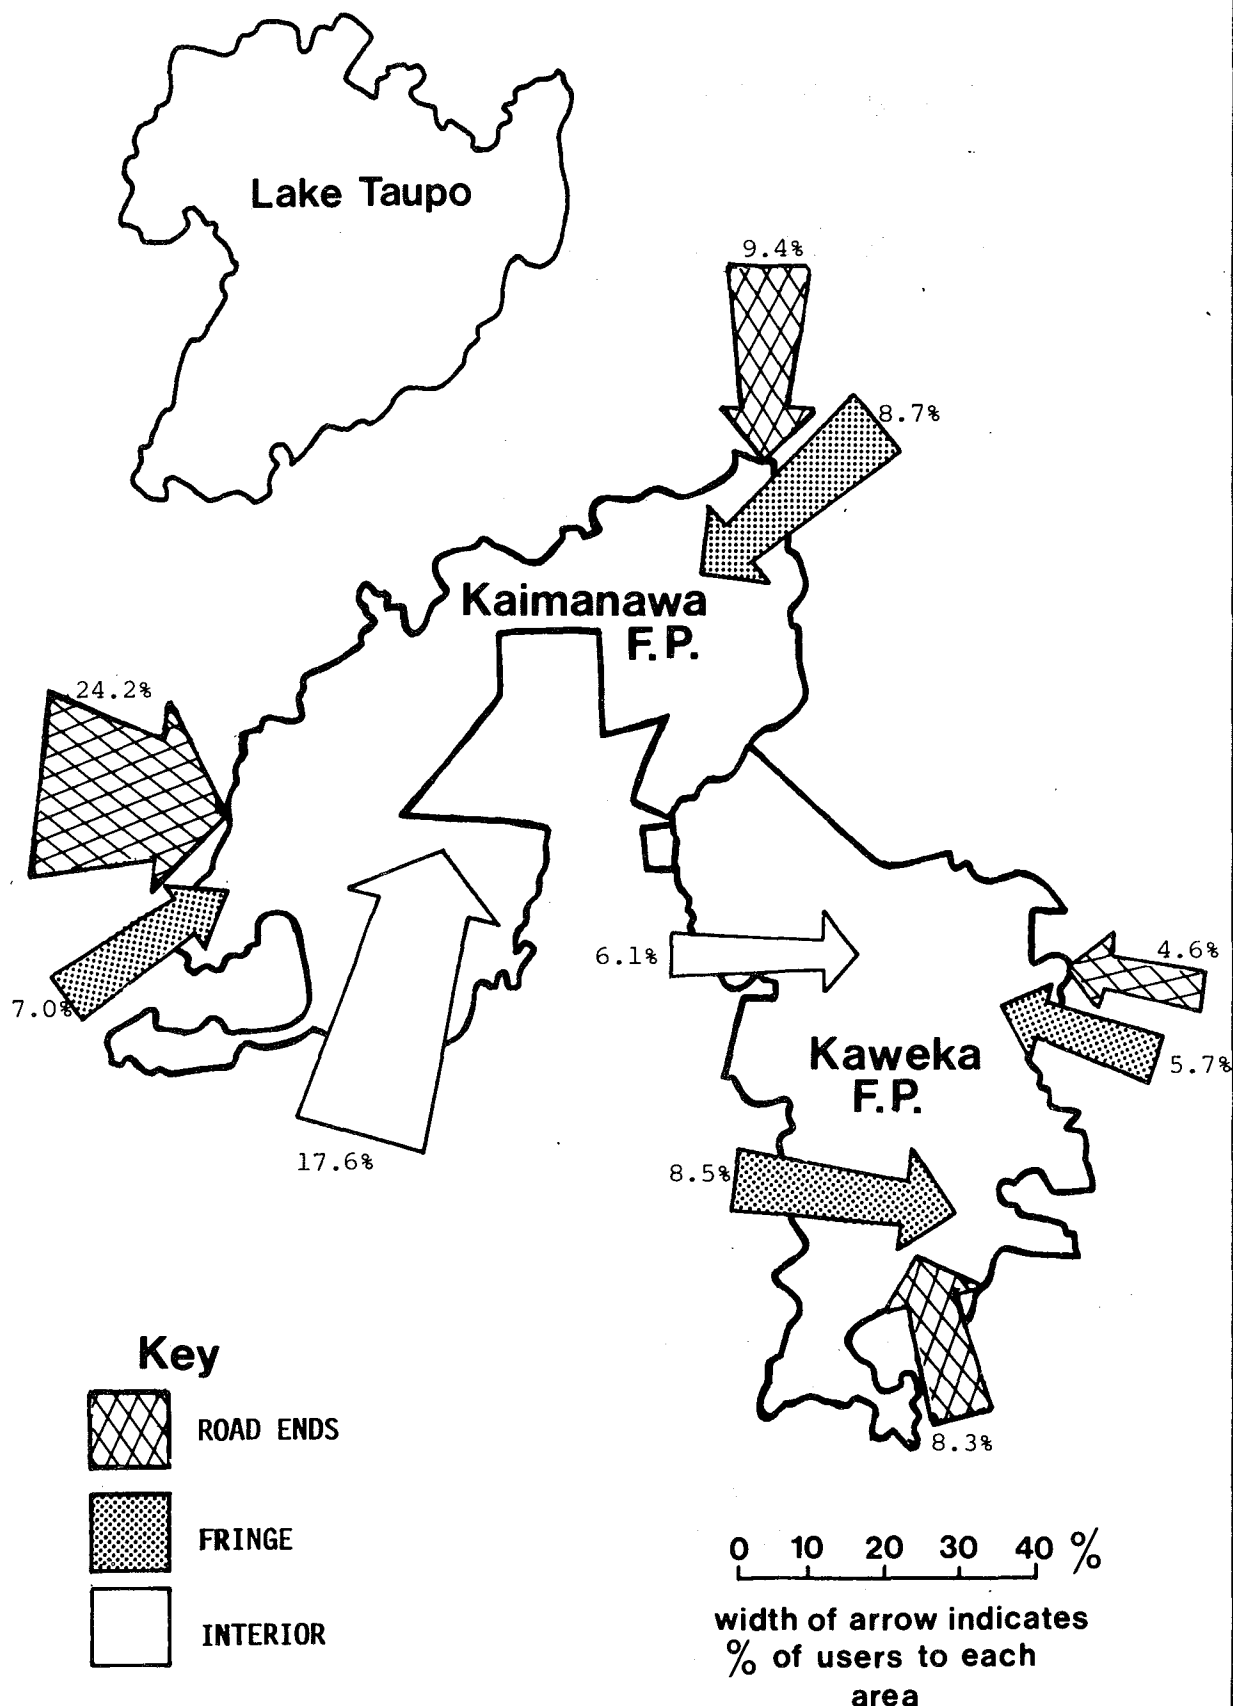 Lake Taupo
9.4%
8.7%
Kaimanawa
F.P.
24.2%
7.0%
6.1%
4.6%
5.7%
Kaweka
F.P.
17.6%
8.5%
8.3%
Key
ROAD ENDS
FRINGE
INTERIOR
0 10 20 30 40 %
width of arrow indicates
% of users to each
area